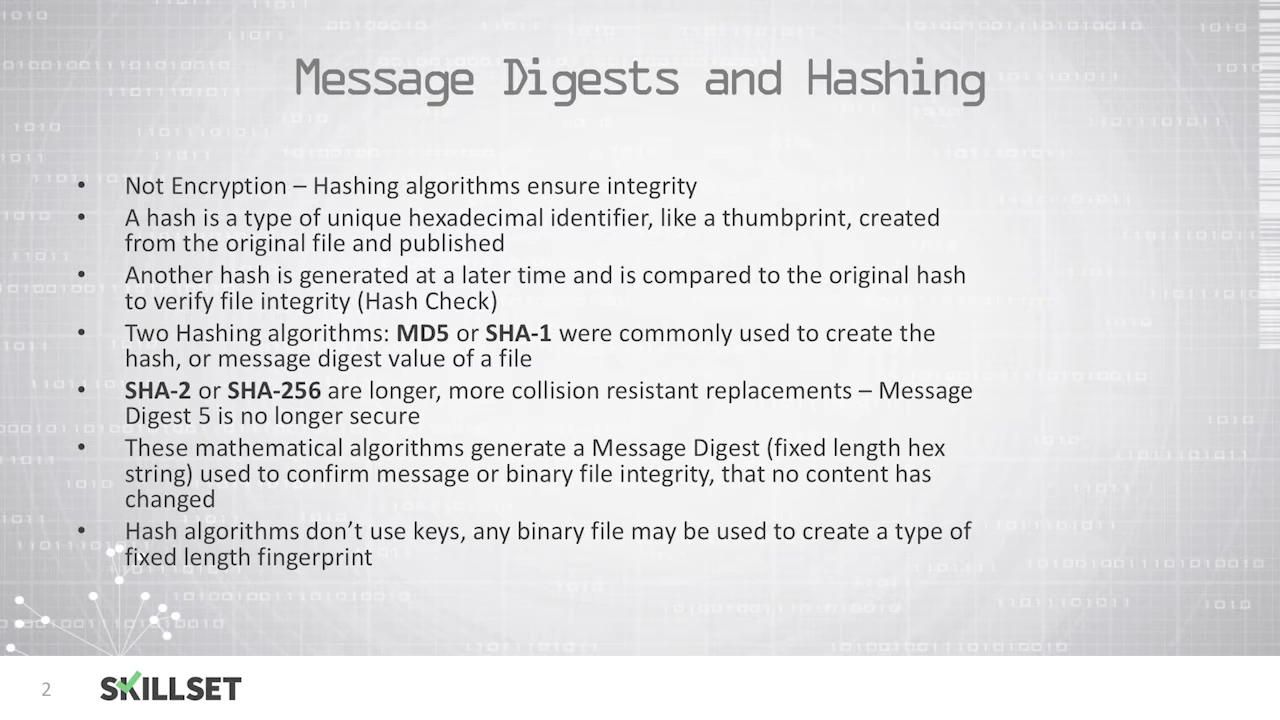 Message Digests and Hashing
• Not Encryption – Hashing algorithms ensure integrity
• A hash is a type of unique hexadecimal identifier, like a thumbprint, created
from the original file and published
• Another hash is generated at a later time and is compared to the original hash
to verify file integrity (Hash Check)
• Two Hashing algorithms: MD5 or SHA-1 were commonly used to create the
hash, or message digest value of a file
• SHA-2 or SHA-256 are longer, more collision resistant replacements – Message
Digest 5 is no longer secure
• These mathematical algorithms generate a Message Digest (fixed length hex
string) used to confirm message or binary file integrity, that no content has
changed
• Hash algorithms don’t use keys, any binary file may be used to create a type of
fixed length fingerprint
2
SKILLSET